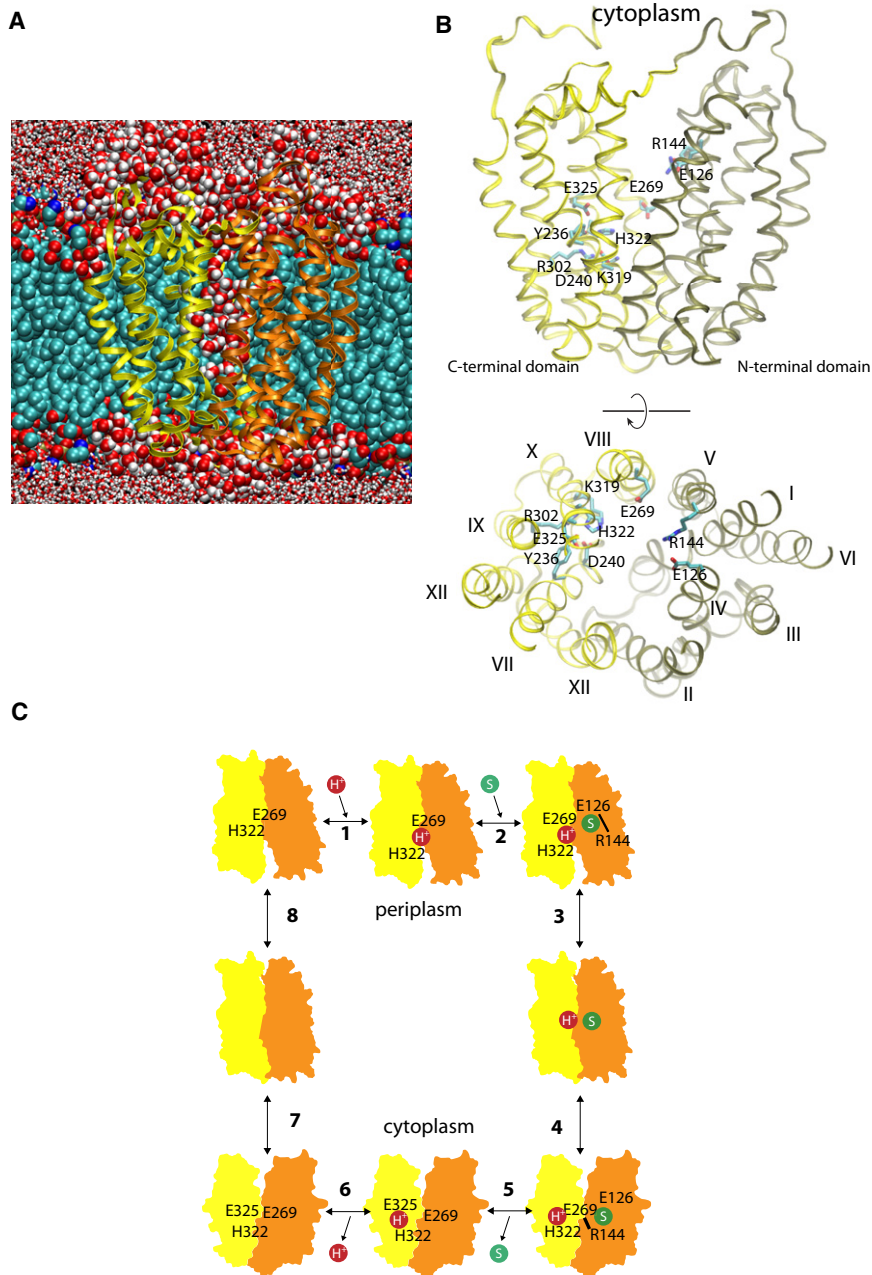 A
B
cytoplasm
R144
E126
E325
E269
Y236
H322
R302
D240
K319
C-terminal domain
N-terminal domain
VIII
X
V
K319
I
E269
IX
R302
H322
E325
R144
Y236
D240
E126
VI
XII
IV
III
VII
XII
II
C
H+
S
E269
H322
1
E269
H+
H322
2
E126
E269
S
H+
H322
R144
8
periplasm
3
H+
S
7
cytoplasm
4
E325
E269
H322
6
E325
H+
E269
H322
5
E126
H+
E269
S
H322
R144
H+
S